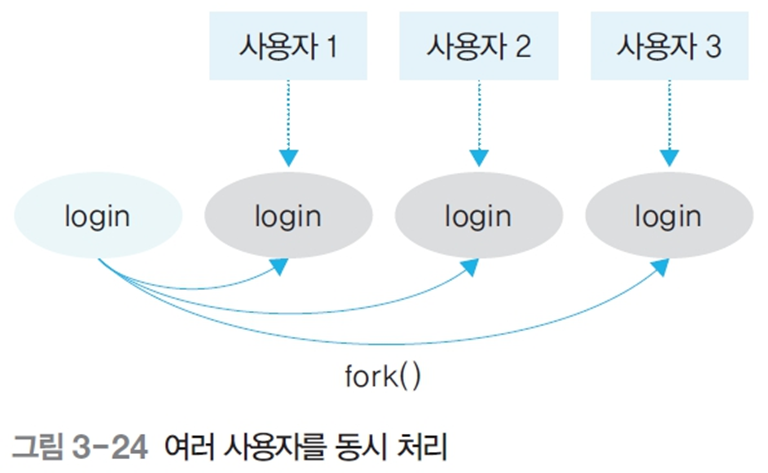 사용자 1 사용자 2 사용자 3
login login login login
fork()
그림 3-24 여러 사용자를 동시 처리